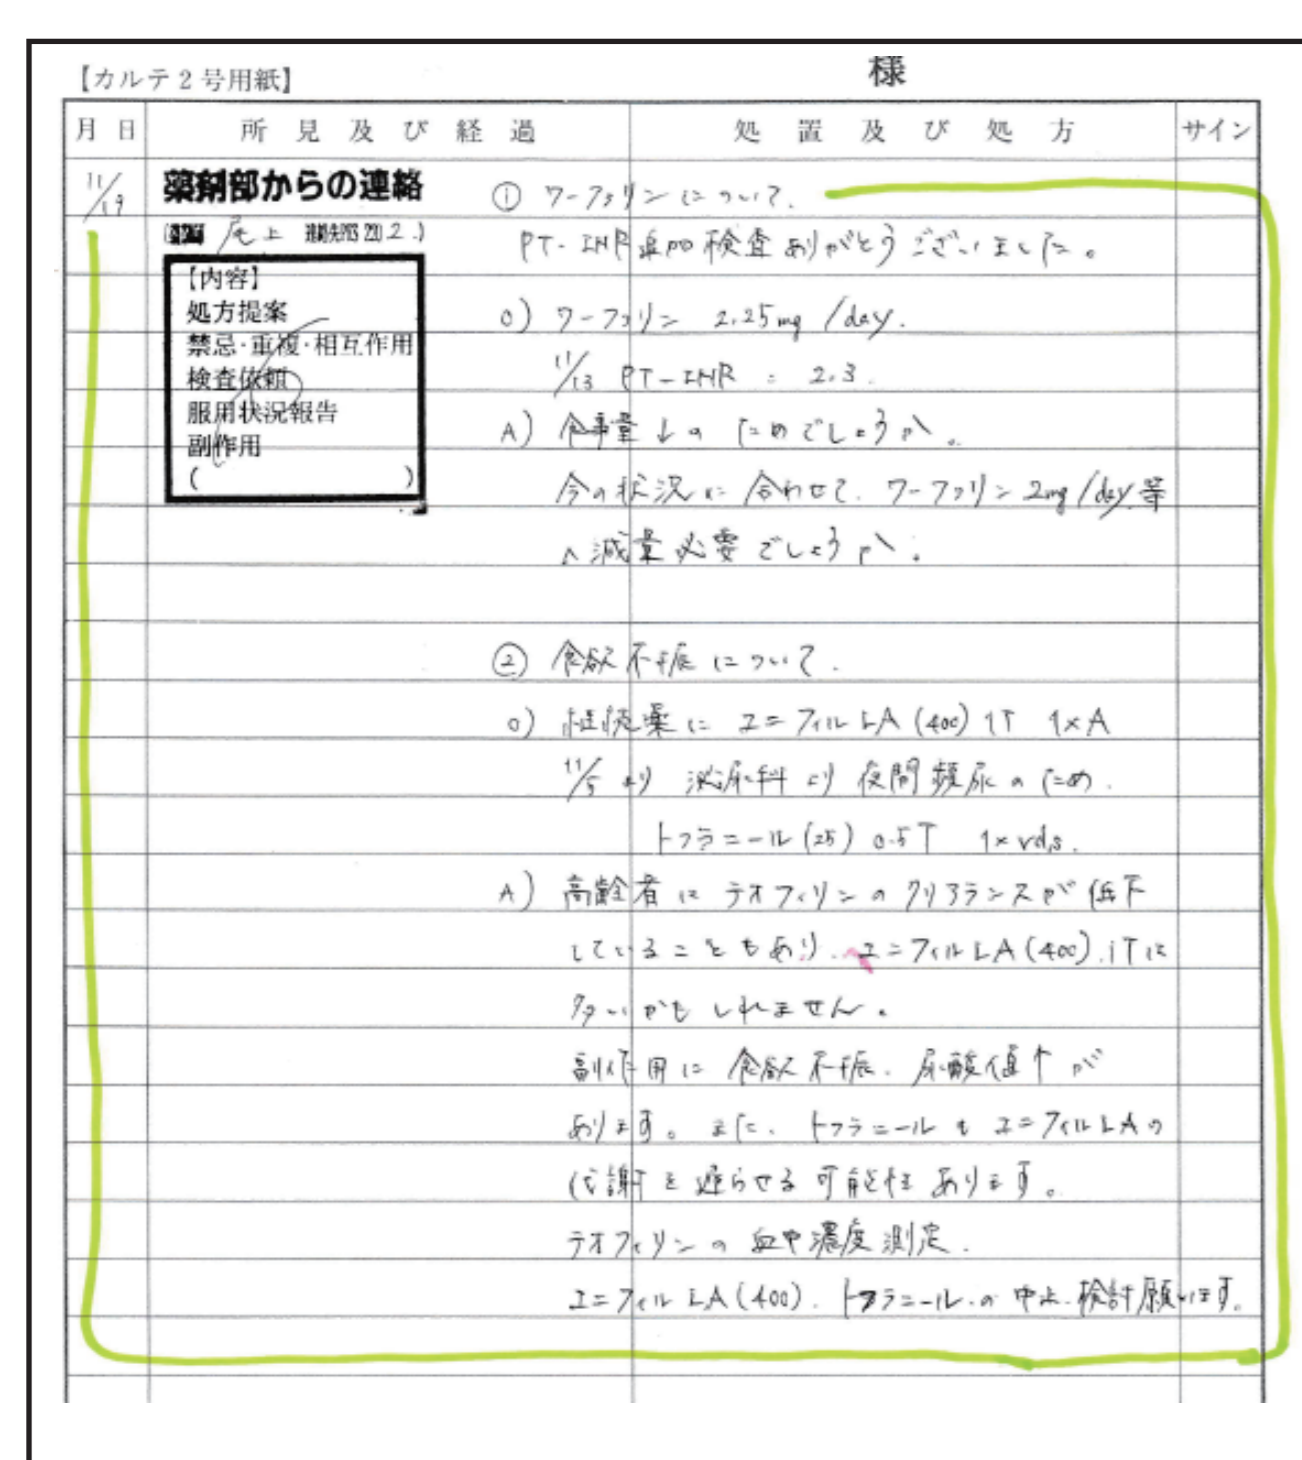 【カルテ2号用紙】
様
月 日
所 見 及 び 経 過
処 置 及 び 処 方
サイン
11/19
薬剤部からの連絡
尾上 連絡先PHS 2202.)
【内容】
処方提案
禁忌・重複・相互作用
検査依頼
服用状況報告
副作用
( )
① ワーファリンについて.
PT-INR追加検査ありがとうございました。
O) ワーファリン 2.25mg /day.
11/13 PT-INR : 2.3.
A) 食事量↓のためでしょうか。
今の状況に合わせて、ワーファリン2mg/day等
へ減量必要でしょうか。
② 食欲不振について.
O) 持続薬に ユニフィルLA(400) 1T 1×A
11/5より 泌尿科より 夜間頻尿のため.
トフラニール(25) 0.5T 1×vds.
A) 高齢者は テオフィリンのクリアランスが低下
していることもあり、ユニフィルLA(400).1Tは
多いかもしれません。
副作用に 食欲不振、尿酸値↑が
あります。また、トフラニールもユニフィルLAの
代謝を遅らせる可能性あります。
テオフィリンの血中濃度測定.
ユニフィルLA(400)、トフラニールの中止.検討願います。